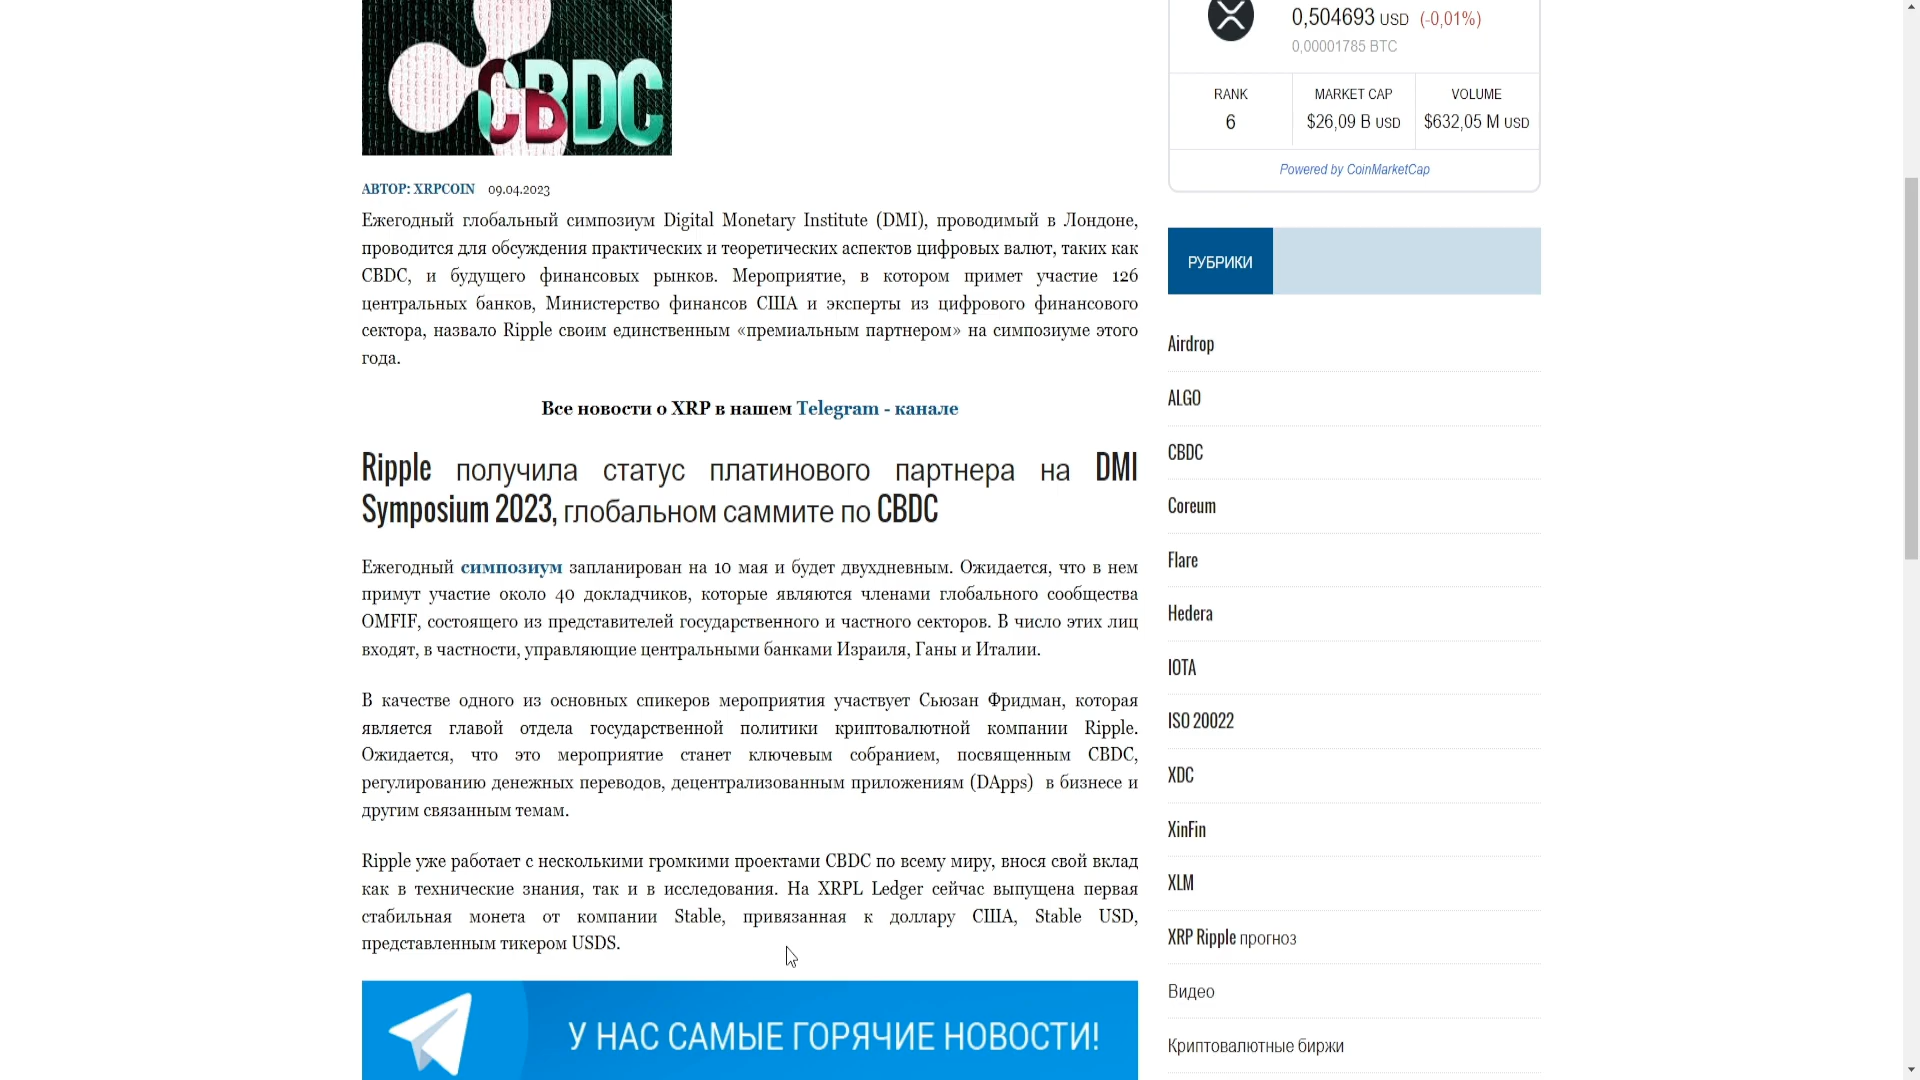 CBDC
АВТОР: XRPCOIN 09.04.2023
Ежегодный глобальный симпозиум Digital Monetary Institute (DMI), проводимый в Лондоне,
проводится для обсуждения практических и теоретических аспектов цифровых валют, таких как
CBDC, и будущего финансовых рынков. Мероприятие, в котором примет участие 126
центральных банков, Министерство финансов США и эксперты из цифрового финансового
сектора, назвало Ripple своим единственным «премиальным партнером» на симпозиуме этого
года.
Все новости о XRP в нашем Telegram - канале
Ripple получила статус платинового партнера на DMI
Symposium 2023, глобальном саммите по CBDC
Ежегодный симпозиум запланирован на 10 мая и будет двухдневным. Ожидается, что в нем
примут участие около 40 докладчиков, которые являются членами глобального сообщества
OMFIF, состоящего из представителей государственного и частного секторов. В число этих лиц
входят, в частности, управляющие центральными банками Израиля, Ганы и Италии.
В качестве одного из основных спикеров мероприятия участвует Сьюзан Фридман, которая
является главой отдела государственной политики криптовалютной компании Ripple.
Ожидается, что это мероприятие станет ключевым собранием, посвященным CBDC,
регулированию денежных переводов, децентрализованным приложениям (DApps) в бизнесе и
другим связанным темам.
Ripple уже работает с несколькими громкими проектами CBDC по всему миру, внося свой вклад
как в технические знания, так и в исследования. На XRPL Ledger сейчас выпущена первая
стабильная монета от компании Stable, привязанная к доллару США, Stable USD,
представленным тикером USDS.
У НАС САМЫЕ ГОРЯЧИЕ НОВОСТИ!
0,504693 USD (-0,01%)
0,00001785 BTC
RANK
6
MARKET CAP
$26,09 B USD
VOLUME
$632,05 M USD
Powered by CoinMarketCap
РУБРИКИ
Airdrop
ALGO
CBDC
Coreum
Flare
Hedera
IOTA
ISO 20022
XDC
XinFin
XLM
XRP Ripple прогноз
Видео
Криптовалютные биржи